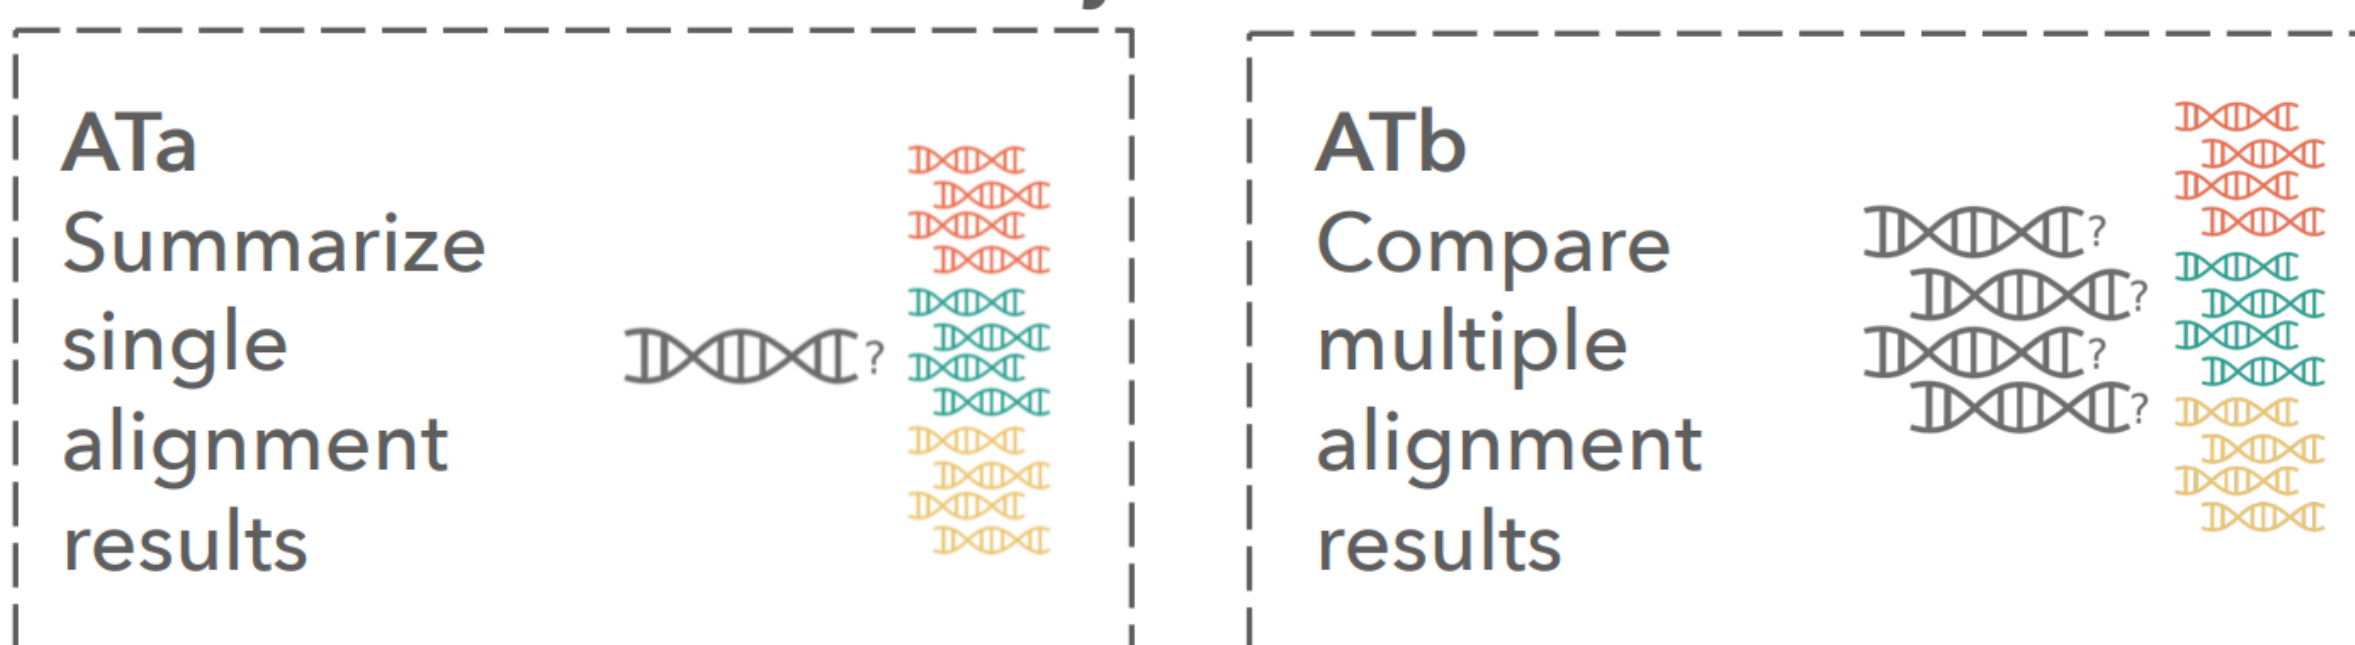 ATa
Summarize
single
alignment
results
?
ATb
Compare
multiple
alignment
results
?
?
?
?